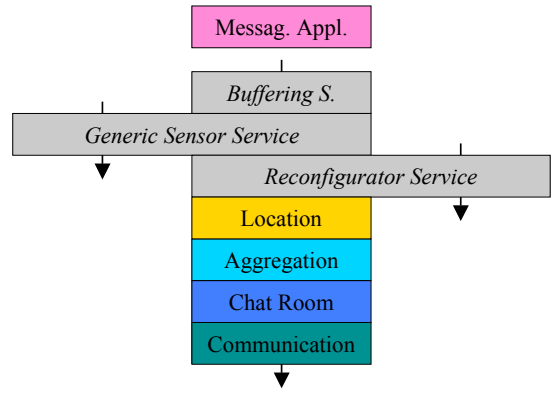 Messag. Appl.
Buffering S.
Generic Sensor Service
Reconfigurator Service
Location
Aggregation
Chat Room
Communication